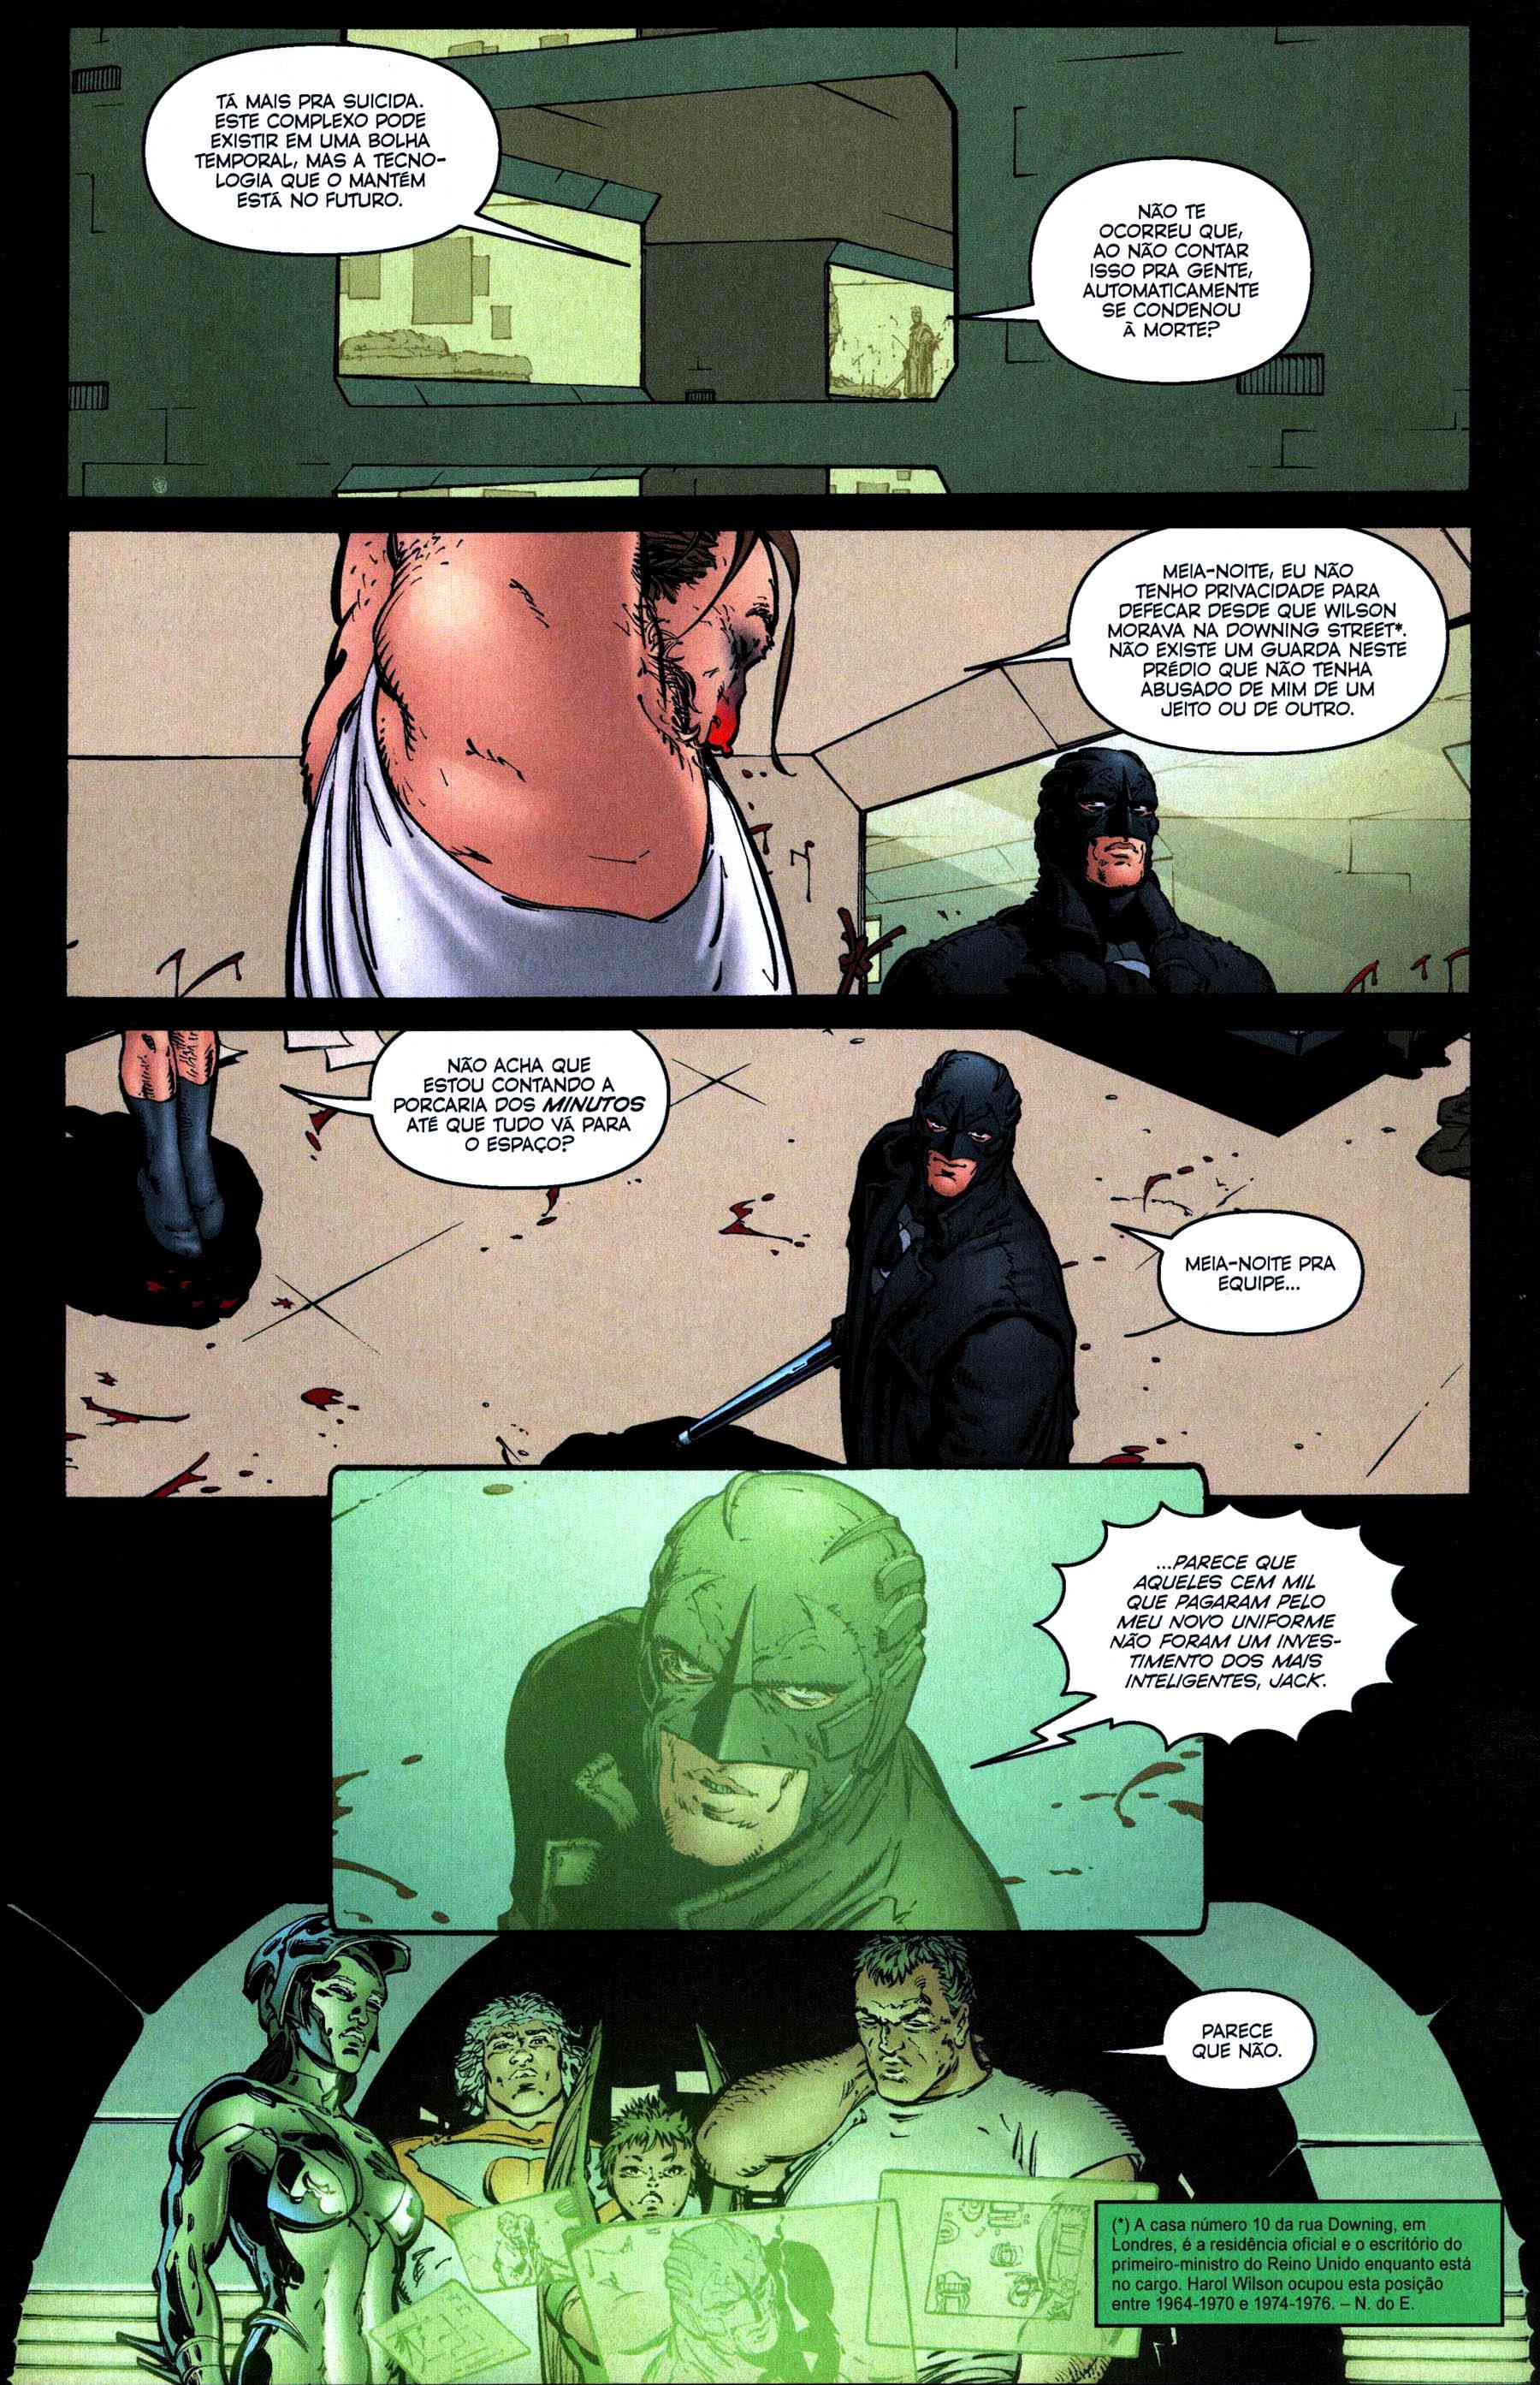 TÁ MAIS PRA SUICIDA.
ESTE COMPLEXO PODE
EXISTIR EM UMA BOLHA
TEMPORAL, MAS A TECNO-
LOGIA QUE O MANTÉM
ESTÁ NO FUTURO.
NÃO TE
OCORREU QUE,
AO NÃO CONTAR
ISSO PRA GENTE,
AUTOMATICAMENTE
SE CONDENOU
À MORTE?
MEIA-NOITE, EU NÃO
TENHO PRIVACIDADE PARA
DEFECAR DESDE QUE WILSON
MORAVA NA DOWNING STREET*.
NÃO EXISTE UM GUARDA NESTE
PRÉDIO QUE NÃO TENHA
ABUSADO DE MIM DE UM
JEITO OU DE OUTRO.
NÃO ACHA QUE
ESTOU CONTANDO A
PORCARIA DOS MINUTOS
ATÉ QUE TUDO VÁ PARA
O ESPAÇO?
MEIA-NOITE PRA
EQUIPE...
...PARECE QUE
AQUELES CEM MIL
QUE PAGARAM PELO
MEU NOVO UNIFORME
NÃO FORAM UM INVES-
TIMENTO DOS MAIS
INTELIGENTES, JACK.
PARECE
QUE NÃO.
(*) A casa número 10 da rua Downing, em
Londres, é a residência oficial e o escritório do
primeiro-ministro do Reino Unido enquanto está
no cargo. Harol Wilson ocupou esta posição
entre 1964-1970 e 1974-1976. – N. do E.